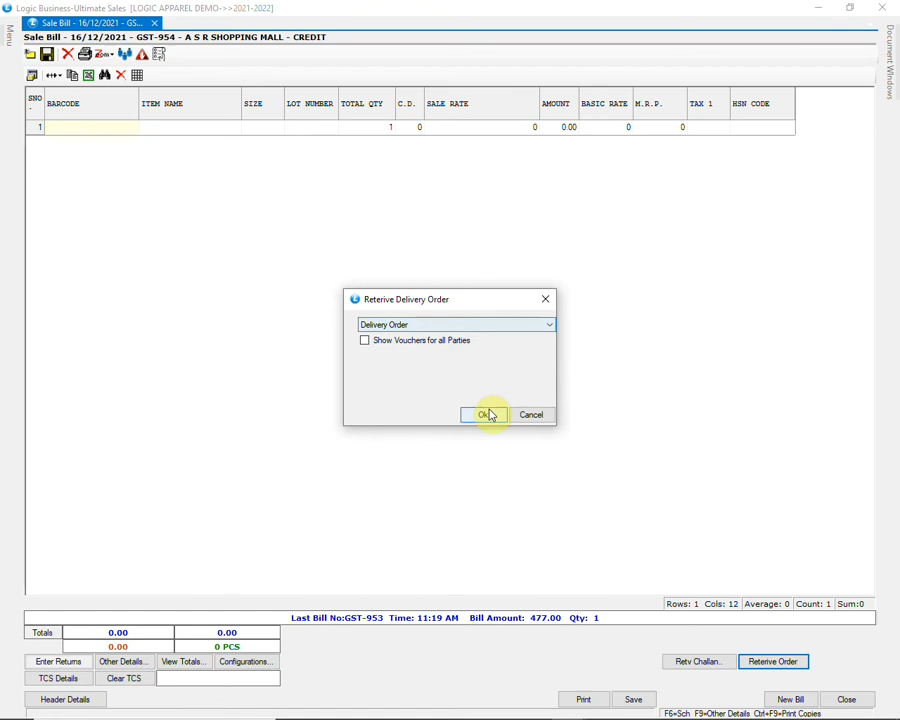 Logic Business-Ultimate Sales [LOGIC APPAREL DEMO->>2021-2022]
Menu
Sale Bill - 16/12/2021 - GS...
Document Windows
Sale Bill - 16/12/2021 - GST-954 - A S R SHOPPING MALL - CREDIT
SNO BARCODE ITEM NAME SIZE LOT NUMBER TOTAL QTY C.D. SALE RATE AMOUNT BASIC RATE M.R.P. TAX 1 HSN CODE
1 1 0 0 0.00 0 0
Reterive Delivery Order
Delivery Order
Show Vouchers for all Parties
Ok Cancel
Rows: 1 Cols: 12 Average: 0 Count: 1 Sum:0
Last Bill No:GST-953 Time: 11:19 AM Bill Amount: 477.00 Qty: 1
Totals 0.00 0.00
0.00 0 PCS
Enter Returns Other Details... View Totals... Configurations... Retv Challan.. Reterive Order
TCS Details Clear TCS
Header Details Print Save New Bill Close
F6=Sch F9=Other Details Ctrl+F9=Print Copies